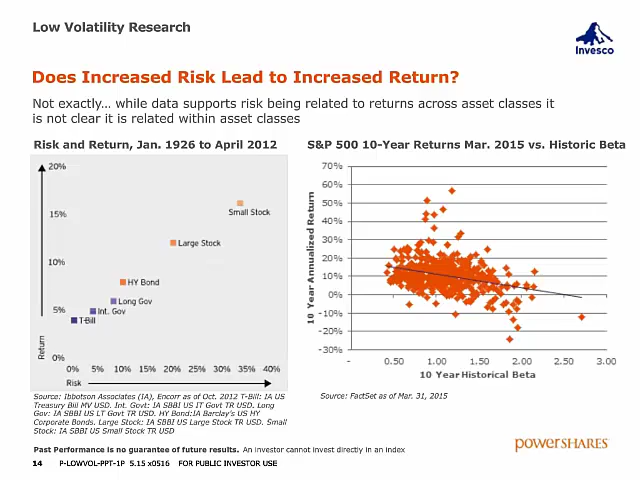 Low Volatility Research
Invesco
Does Increased Risk Lead to Increased Return?
Not exactly… while data supports risk being related to returns across asset classes it
is not clear it is related within asset classes
Risk and Return, Jan. 1926 to April 2012
20%
15%
10%
5%
0%
Return
Small Stock
Large Stock
HY Bond
Long Gov
Int. Gov
T-Bill
0% 5% 10% 15% 20% 25% 30% 35% 40%
Risk
Source: Ibbotson Associates (IA), Encorr as of Oct. 2012 T-Bill: IA US
Treasury Bill MV USD. Int. Govt: IA SBBI US IT Govt TR USD. Long
Gov: IA SBBI US LT Govt TR USD. HY Bond:IA Barclay's US HY
Corporate Bonds. Large Stock: IA SBBI US Large Stock TR USD. Small
Stock: IA SBBI US Small Stock TR USD
S&P 500 10-Year Returns Mar. 2015 vs. Historic Beta
10 Year Annualized Return
70%
60%
50%
40%
30%
20%
10%
0%
-10%
-20%
-30%
- 0.50 1.00 1.50 2.00 2.50 3.00
10 Year Historical Beta
Source: FactSet as of Mar. 31, 2015
powerSHARES
Past Performance is no guarantee of future results. An investor cannot invest directly in an index
14 P-LOWVOL-PPT-1P 5.15 x0516 FOR PUBLIC INVESTOR USE